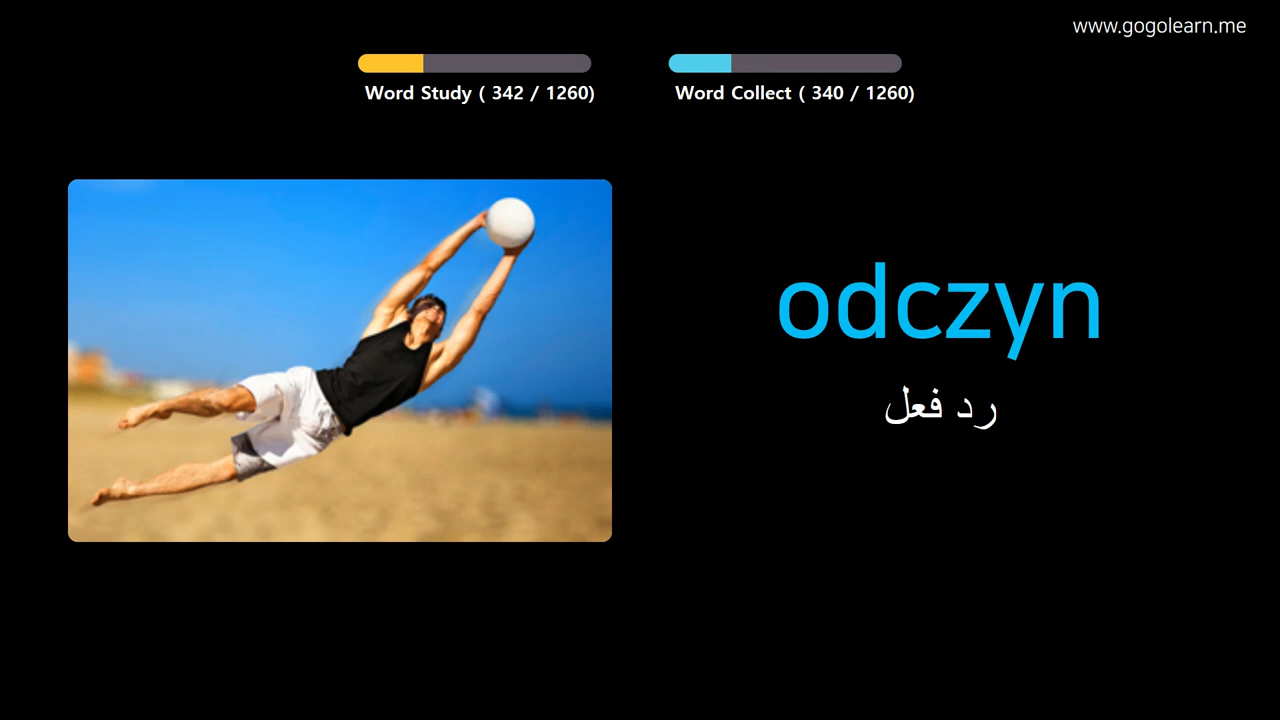 www.gogolearn.me
Word Study ( 342 / 1260)
Word Collect ( 340 / 1260)
odczyn
رد فعل